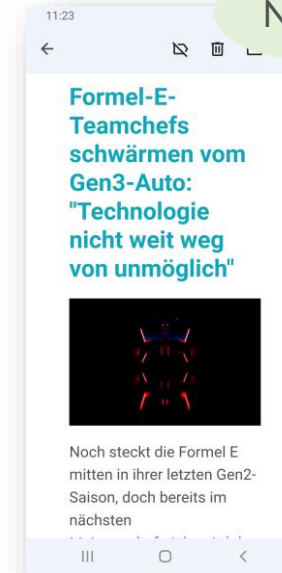 11:23
N
Formel-E-
Teamchefs
schwärmen vom
Gen3-Auto:
"Technologie
nicht weit weg
von unmöglich"
Noch steckt die Formel E
mitten in ihrer letzten Gen2-
Saison, doch bereits im
nächsten